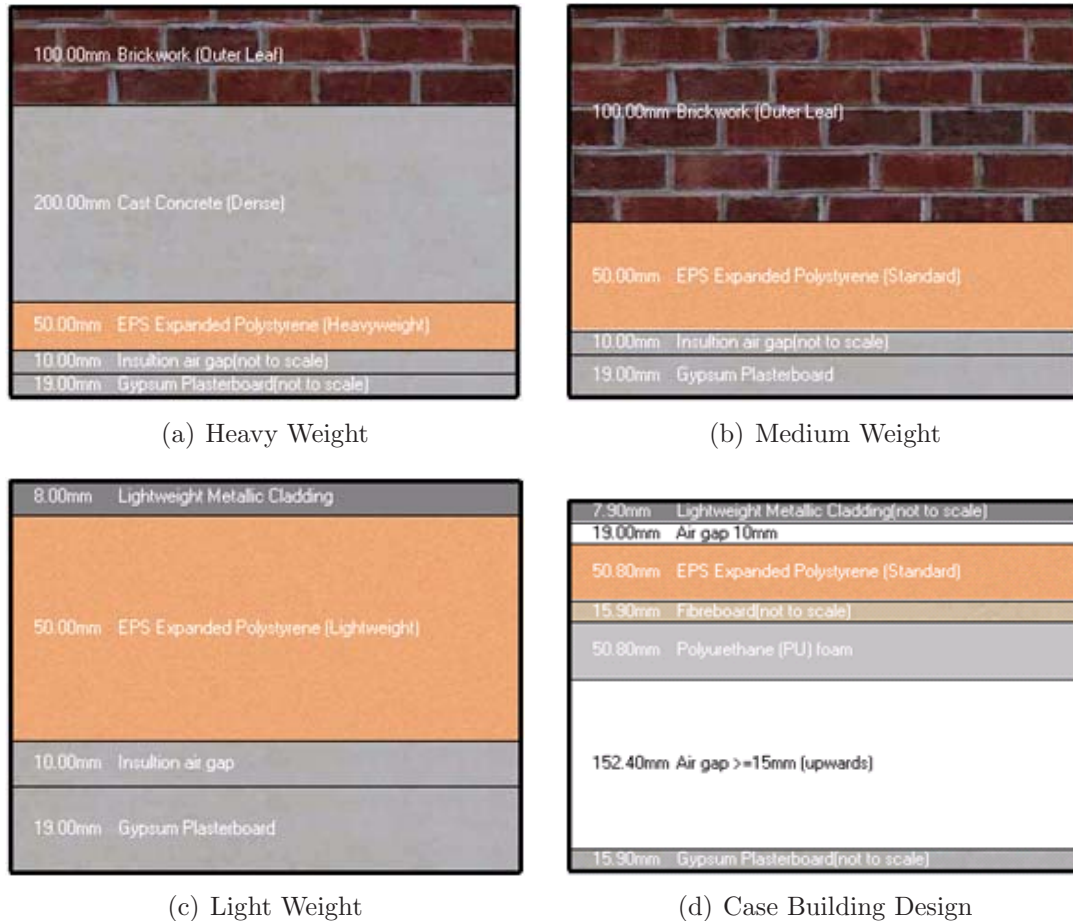 100.00mm Brickwork (Outer Leaf)
200.00mm Cast Concrete (Dense)
50.00mm EPS Expanded Polystyrene (Heavyweight)
10.00mm Insultion air gap(not to scale)
19.00mm Gypsum Plasterboard(not to scale)
(a) Heavy Weight
100.00mm Brickwork (Outer Leaf)
50.00mm EPS Expanded Polystyrene (Standard)
10.00mm Insultion air gap(not to scale)
19.00mm Gypsum Plasterboard
(b) Medium Weight
8.00mm Lightweight Metallic Cladding
50.00mm EPS Expanded Polystyrene (Lightweight)
10.00mm Insultion air gap
19.00mm Gypsum Plasterboard
(c) Light Weight
7.90mm Lightweight Metallic Cladding(not to scale)
19.00mm Air gap 10mm
50.80mm EPS Expanded Polystyrene (Standard)
15.90mm Fibreboard(not to scale)
50.80mm Polyurethane (PU) foam
152.40mm Air gap >=15mm (upwards)
15.90mm Gypsum Plasterboard(not to scale)
(d) Case Building Design